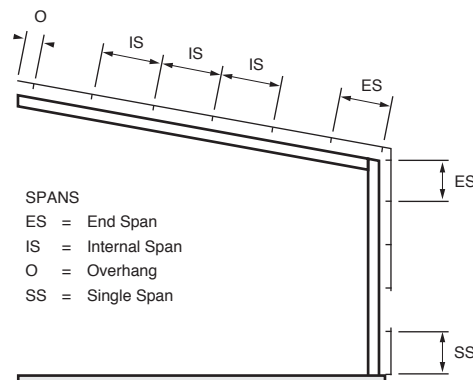 O
IS
IS
IS
ES
ES
SPANS
ES = End Span
IS = Internal Span
O = Overhang
SS = Single Span
SS